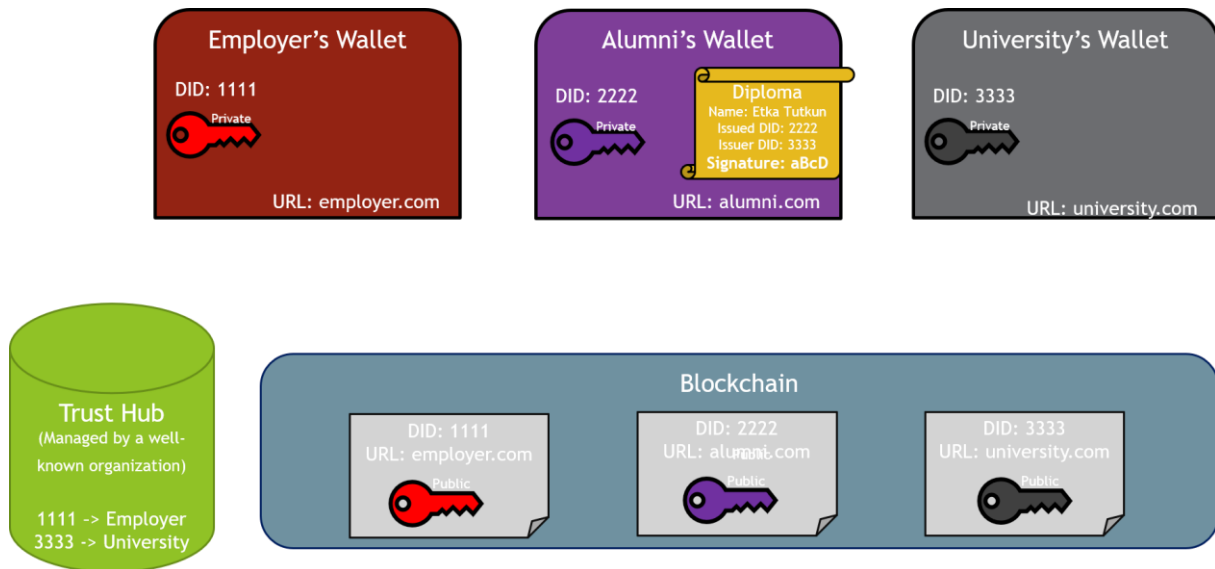 Employer's Wallet
DID: 1111
Private
URL: employer.com
Alumni's Wallet
DID: 2222
Private
Diploma
Name: Etka Tutkun
Issued DID: 2222
Issuer DID: 3333
Signature: aBcD
URL: alumni.com
University's Wallet
DID: 3333
Private
URL: university.com
Trust Hub
(Managed by a well-
known organization)
1111 -> Employer
3333 -> University
Blockchain
DID: 1111
URL: employer.com
Public
DID: 2222
URL: alumni.com
Public
Public
DID: 3333
URL: university.com
Public